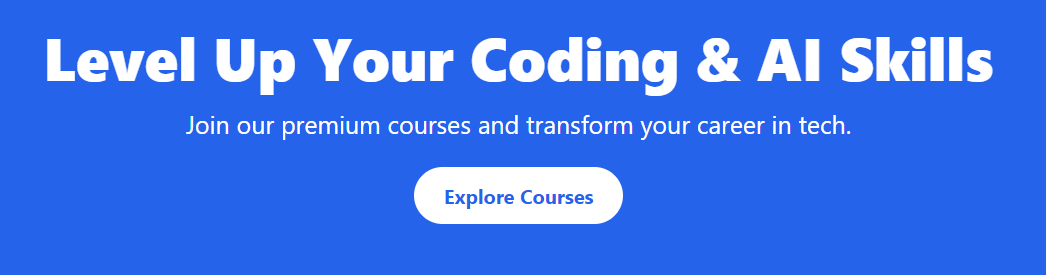 Level Up Your Coding & AI Skills
Join our premium courses and transform your career in tech.
Explore Courses